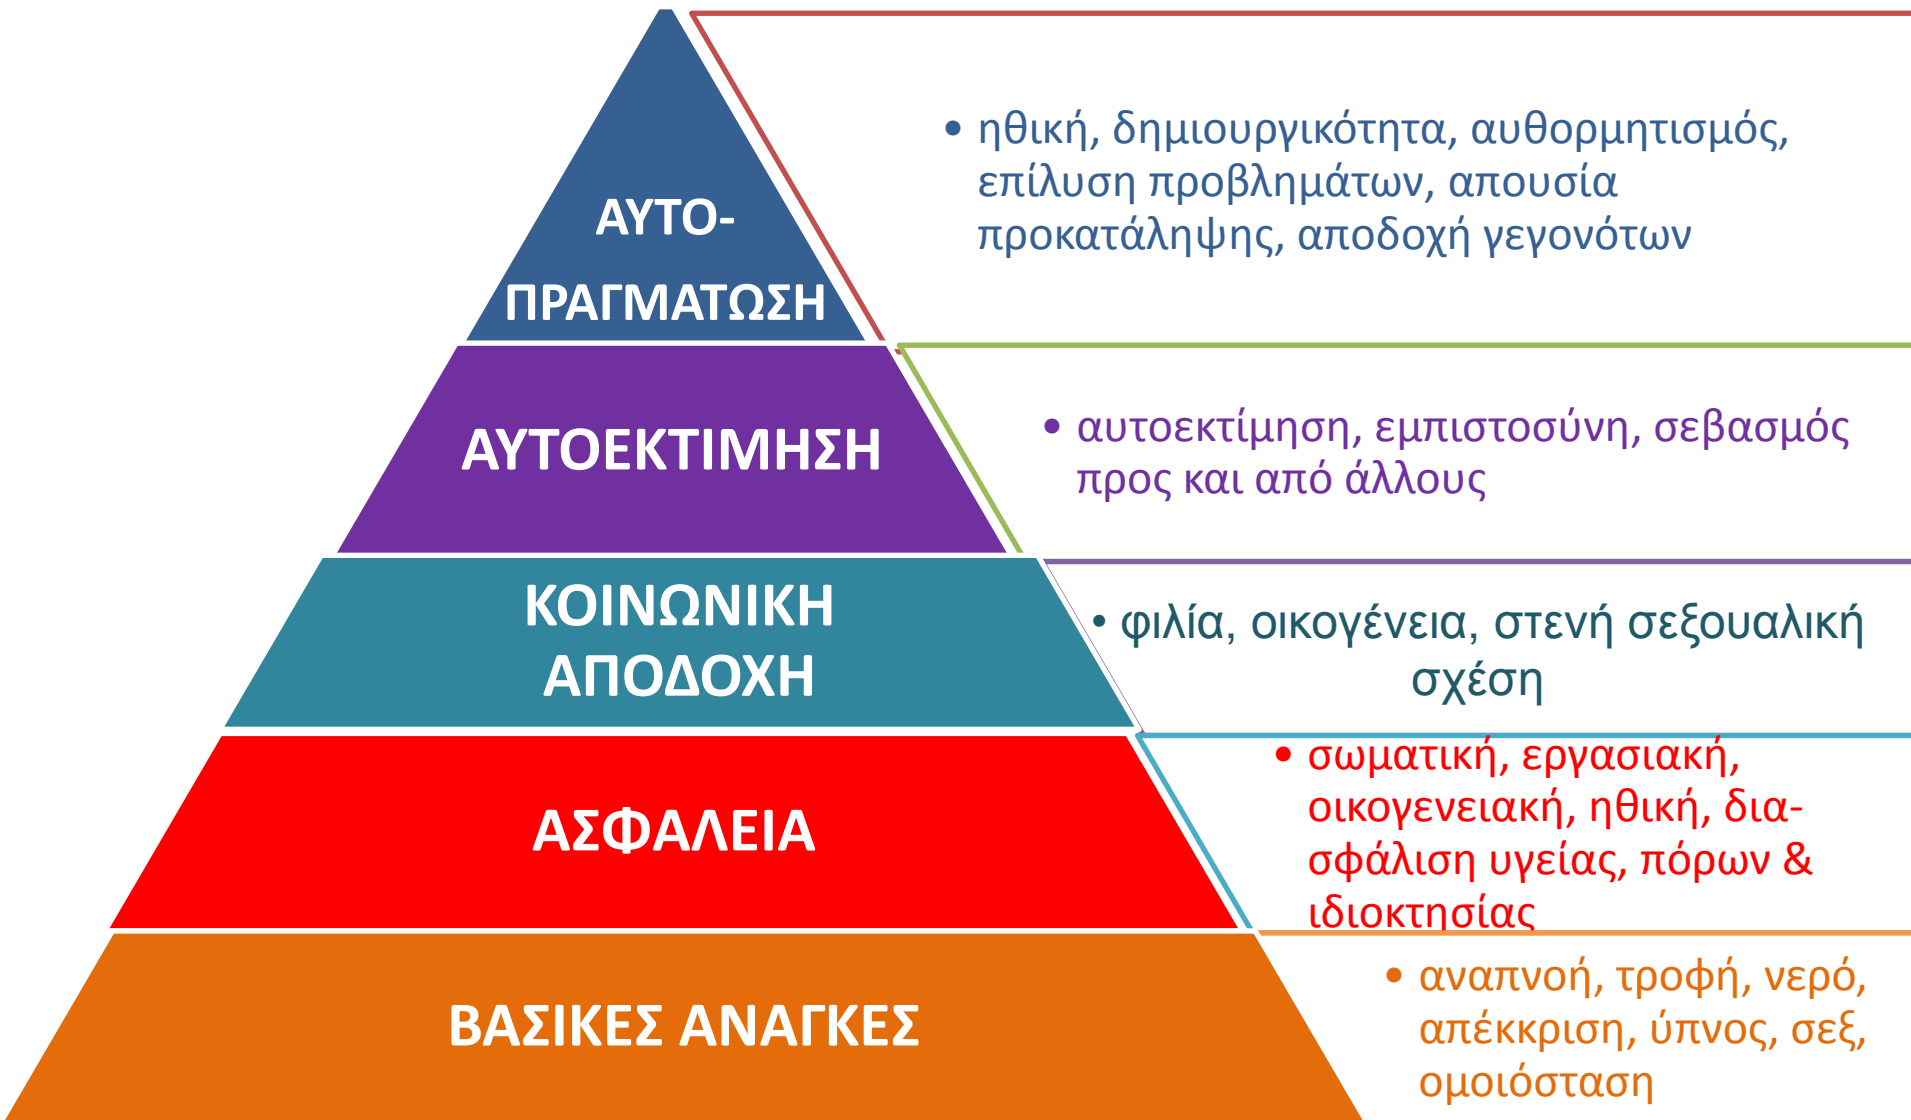 ΑΥΤΟ-
ΠΡΑΓΜΑΤΩΣΗ
• ηθική, δημιουργικότητα, αυθορμητισμός,
επίλυση προβλημάτων, απουσία
προκατάληψης, αποδοχή γεγονότων
ΑΥΤΟΕΚΤΙΜΗΣΗ
• αυτοεκτίμηση, εμπιστοσύνη, σεβασμός
προς και από άλλους
ΚΟΙΝΩΝΙΚΗ
ΑΠΟΔΟΧΗ
• φιλία, οικογένεια, στενή σεξουαλική
σχέση
ΑΣΦΑΛΕΙΑ
• σωματική, εργασιακή,
οικογενειακή, ηθική, δια-
σφάλιση υγείας, πόρων &
ιδιοκτησίας
ΒΑΣΙΚΕΣ ΑΝΑΓΚΕΣ
• αναπνοή, τροφή, νερό,
απέκκριση, ύπνος, σεξ,
ομοιόσταση